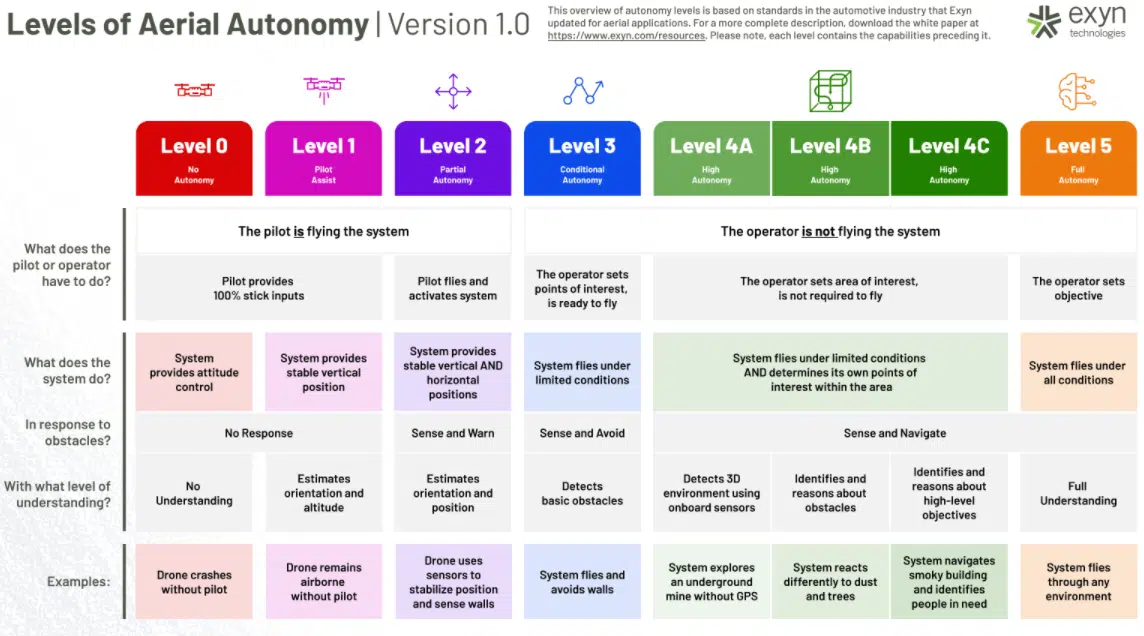 Levels of Aerial Autonomy | Version 1.0
This overview of autonomy levels is based on standards in the automotive industry that Exyn
updated for aerial applications. For a more complete description, download the white paper at
https://www.exyn.com/resources. Please note, each level contains the capabilities preceding it.
exyn
technologies
Level 0
No
Autonomy
Level 1
Pilot
Assist
Level 2
Partial
Autonomy
Level 3
Conditional
Autonomy
Level 4A
High
Autonomy
Level 4B
High
Autonomy
Level 4C
High
Autonomy
Level 5
Full
Autonomy
What does the
pilot or operator
have to do?
The pilot is flying the system
The operator is not flying the system
Pilot provides
100% stick inputs
Pilot flies and
activates system
The operator sets
points of interest,
is ready to fly
The operator sets area of interest,
is not required to fly
The operator sets
objective
What does the
system do?
System
provides attitude
control
System provides
stable vertical
position
System provides
stable vertical AND
horizontal
positions
System flies under
limited conditions
System flies under limited conditions
AND determines its own points of
interest within the area
System flies under
all conditions
In response to
obstacles?
No Response
Sense and Warn
Sense and Avoid
Sense and Navigate
With what level of
understanding?
No
Understanding
Estimates
orientation and
altitude
Estimates
orientation and
position
Detects
basic obstacles
Detects 3D
environment using
onboard sensors
Identifies and
reasons about
obstacles
Identifies and
reasons about
high-level
objectives
Full
Understanding
Examples:
Drone crashes
without pilot
Drone remains
airborne
without pilot
Drone uses
sensors to
stabilize position
and sense walls
System flies and
avoids walls
System explores
an underground
mine without GPS
System reacts
differently to dust
and trees
System navigates
smoky building
and identifies
people in need
System flies
through any
environment